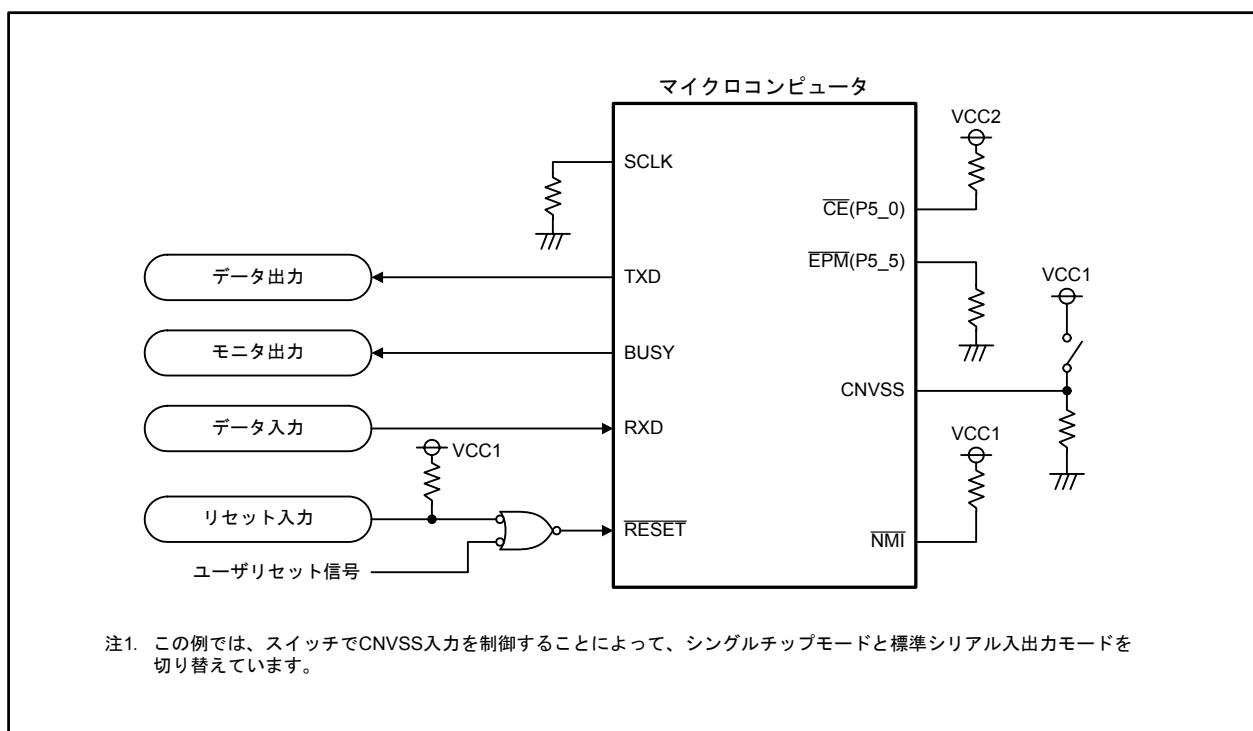 マイクロコンピュータ
VCC2
SCLK
CE(P5_0)
データ出力
TXD
EPM(P5_5)
VCC1
モニタ出力
BUSY
CNVSS
データ入力
RXD
VCC1
VCC1
リセット入力
RESET
NMI
ユーザリセット信号
注1. この例では、スイッチでCNVSS入力を制御することによって、シングルチップモードと標準シリアル入出力モードを
切り替えています。